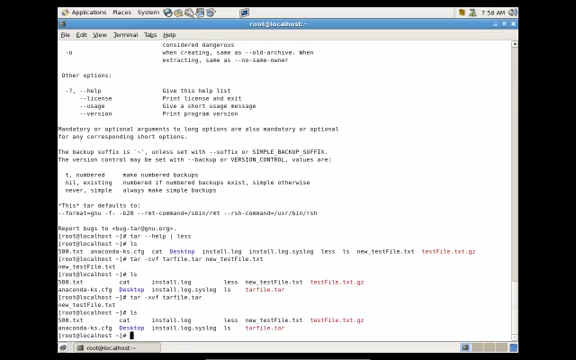 Applications Places System 7:58 AM
root@localhost:~
File Edit View Terminal Tabs Help
considered dangerous
-o when creating, same as --old-archive. When
extracting, same as --no-same-owner
Other options:
-?, --help Give this help list
--license Print license and exit
--usage Give a short usage message
--version Print program version
Mandatory or optional arguments to long options are also mandatory or optional
for any corresponding short options.
The backup suffix is `~', unless set with --suffix or SIMPLE_BACKUP_SUFFIX.
The version control may be set with --backup or VERSION_CONTROL, values are:
t, numbered make numbered backups
nil, existing numbered if numbered backups exist, simple otherwise
never, simple always make simple backups
*This* tar defaults to:
--format=gnu -f- -b20 --rmt-command=/sbin/rmt --rsh-command=/usr/bin/rsh
Report bugs to <bug-tar@gnu.org>.
[root@localhost ~]# tar --help | less
[root@localhost ~]# ls
500.txt anaconda-ks.cfg cat Desktop install.log install.log.syslog less ls new_testFile.txt testFile.txt.gz
[root@localhost ~]# tar -cvf tarfile.tar new_testFile.txt
new_testFile.txt
[root@localhost ~]# ls
500.txt cat install.log less new_testFile.txt testFile.txt.gz
anaconda-ks.cfg Desktop install.log.syslog ls tarfile.tar
[root@localhost ~]# tar -xvf tarfile.tar
new_testFile.txt
[root@localhost ~]# ls
500.txt cat install.log less new_testFile.txt testFile.txt.gz
anaconda-ks.cfg Desktop install.log.syslog ls tarfile.tar
[root@localhost ~]#
root@localhost:~